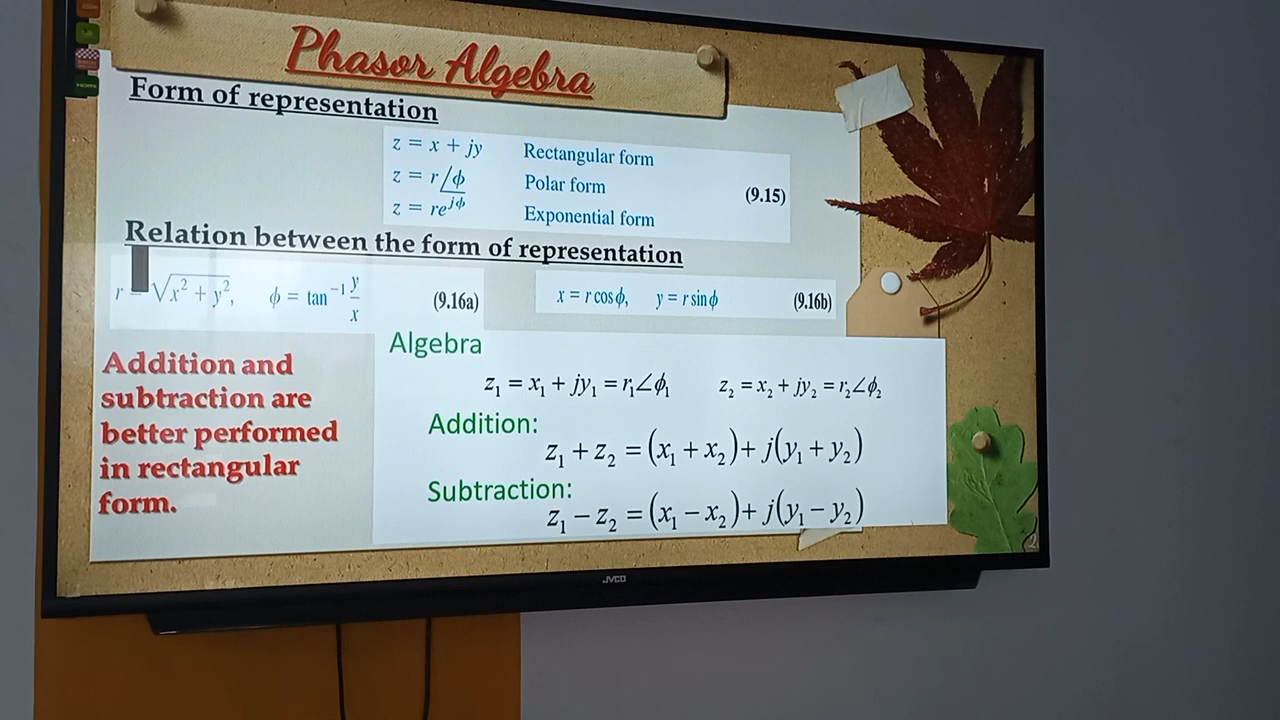 Phasor Algebra
Form of representation
z = x + jy Rectangular form
z = r∠ϕ Polar form
z = re^{jϕ} Exponential form
(9.15)
Relation between the form of representation
r = √(x² + y²), ϕ = tan⁻¹ y/x (9.16a)
x = r cos ϕ, y = r sin ϕ (9.16b)
Addition and
subtraction are
better performed
in rectangular
form.
Algebra
z₁ = x₁ + jy₁ = r₁∠ϕ₁ z₂ = x₂ + jy₂ = r₂∠ϕ₂
Addition:
z₁ + z₂ = (x₁ + x₂) + j(y₁ + y₂)
Subtraction:
z₁ − z₂ = (x₁ − x₂) + j(y₁ − y₂)
JVCO